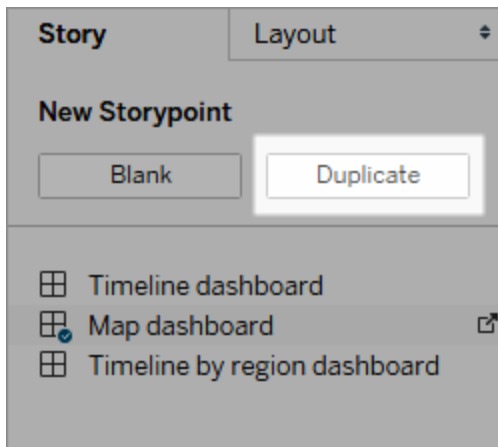 Story Layout
New Storypoint
Blank Duplicate
Timeline dashboard
Map dashboard
Timeline by region dashboard